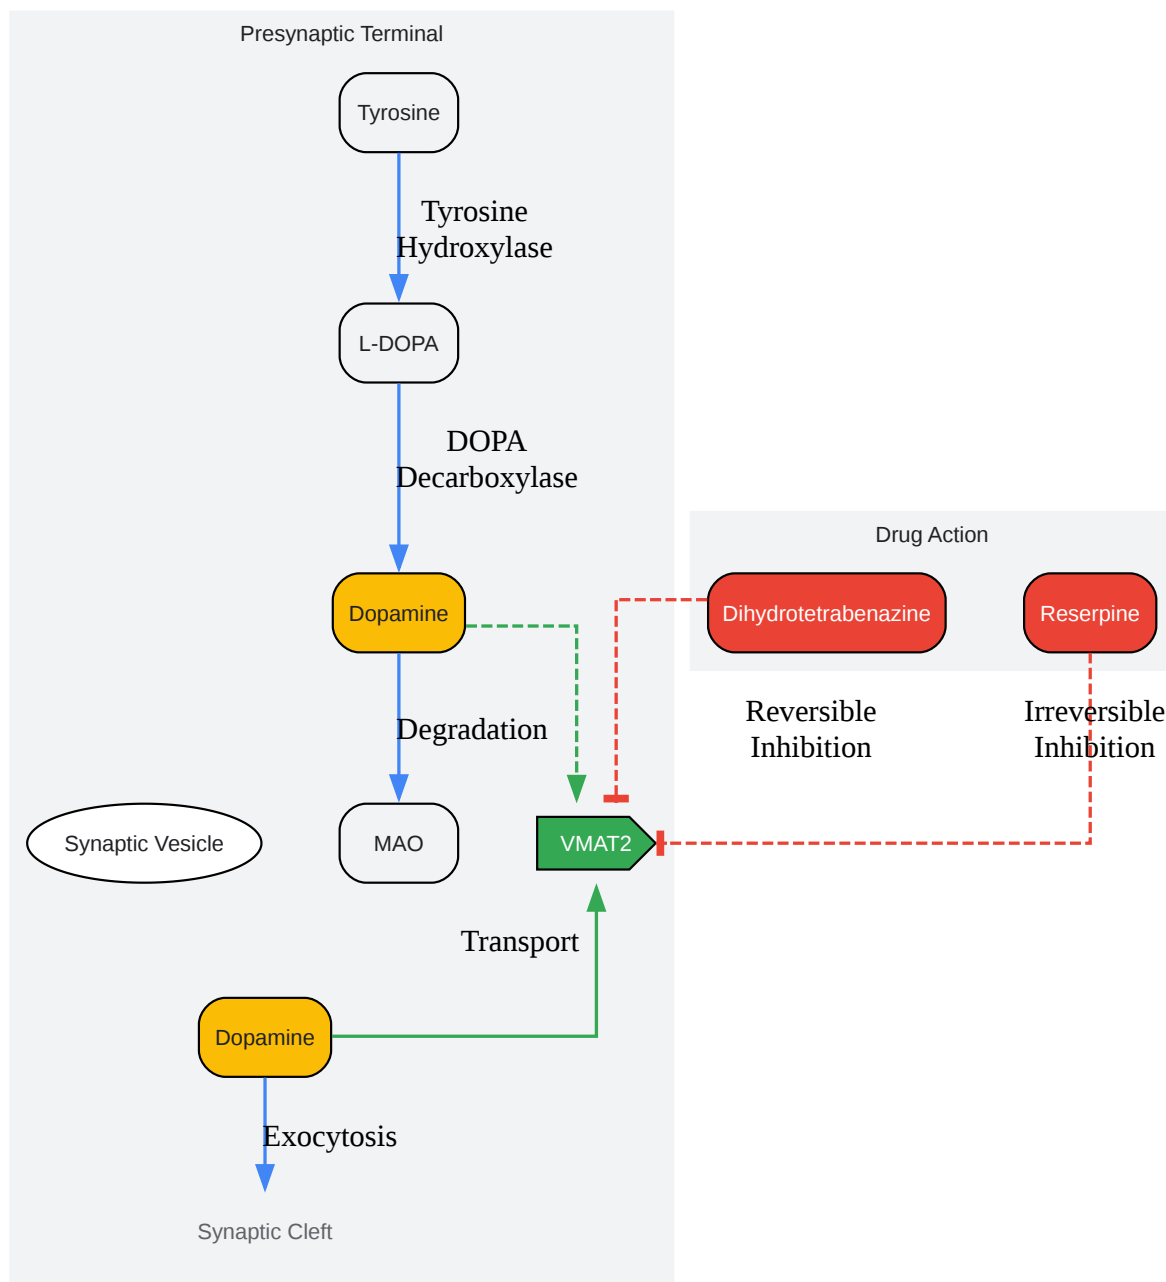 Presynaptic Terminal
Tyrosine
Tyrosine
Hydroxylase
L-DOPA
DOPA
Decarboxylase
Drug Action
Dopamine
Dihydrotetrabenazine
Reserpine
Degradation
Reversible
Inhibition
Irreversible
Inhibition
Synaptic Vesicle
MAO
VMAT2
Transport
Dopamine
Exocytosis
Synaptic Cleft